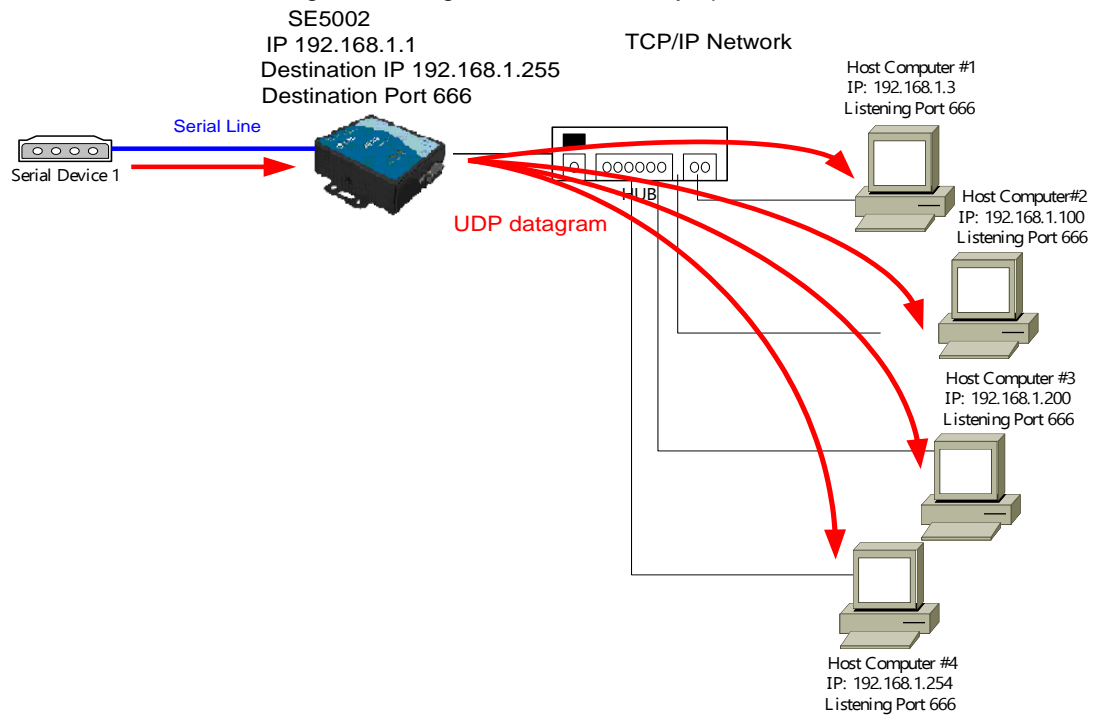 SE5002
IP 192.168.1.1
Destination IP 192.168.1.255
Destination Port 666
TCP/IP Network
Serial Line
Serial Device 1
HUB
UDP datagram
Host Computer #1
IP: 192.168.1.3
Listening Port 666
Host Computer#2
IP: 192.168.1.100
Listening Port 666
Host Computer #3
IP: 192.168.1.200
Listening Port 666
Host Computer #4
IP: 192.168.1.254
Listening Port 666